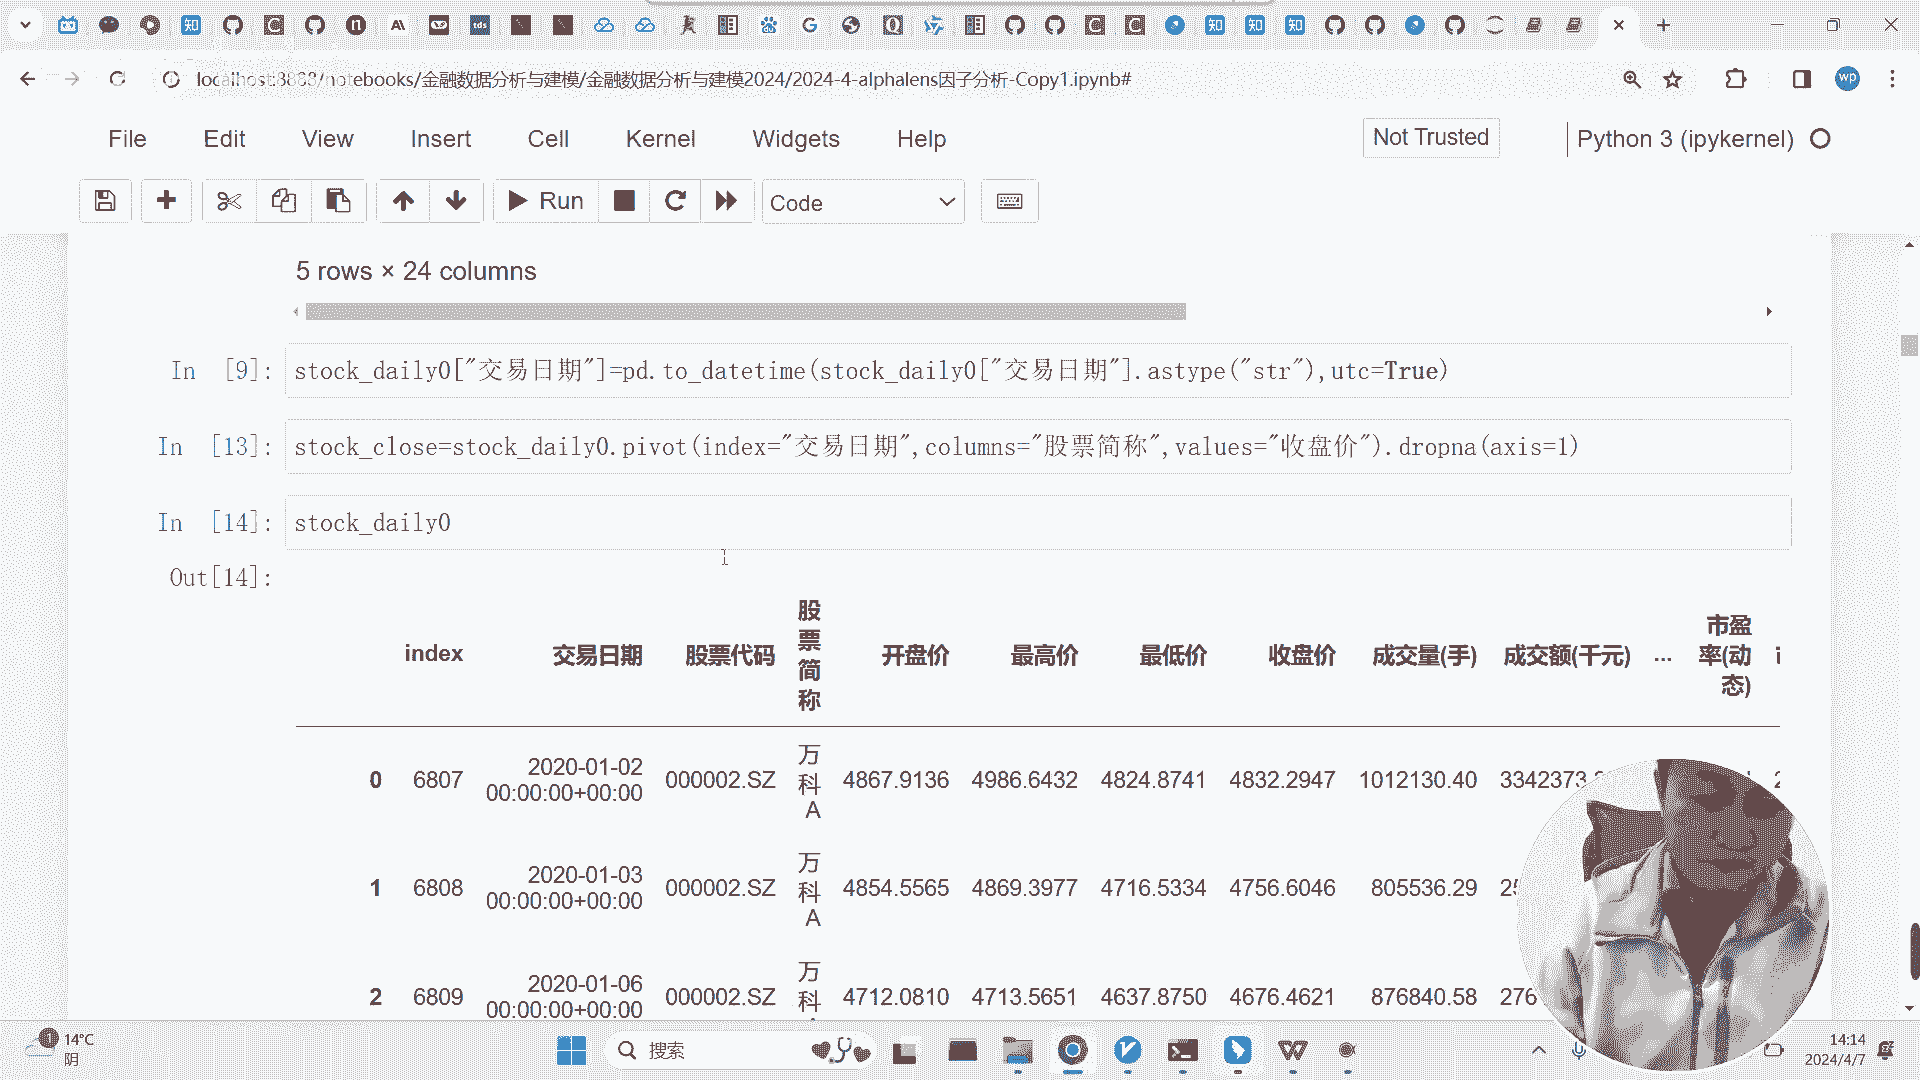 localhost:8888/notebooks/金融数据分析与建模/金融数据分析与建模2024/2024-4-alphalens因子分析-Copy1.ipynb#
wp
File Edit View Insert Cell Kernel Widgets Help
Not Trusted
Python 3 (ipykernel)
Run
Code
5 rows × 24 columns
In [9]: stock_daily0["交易日期"]=pd.to_datetime(stock_daily0["交易日期"].astype("str"),utc=True)
In [13]: stock_close=stock_daily0.pivot(index="交易日期",columns="股票简称",values="收盘价").dropna(axis=1)
In [14]: stock_daily0
Out[14]:
index 交易日期 股票代码 股票简称 开盘价 最高价 最低价 收盘价 成交量(手) 成交额(千元) ... 市盈率(动态)
0 6807 2020-01-02 00:00:00+00:00 000002.SZ 万科A 4867.9136 4986.6432 4824.8741 4832.2947 1012130.40
1 6808 2020-01-03 00:00:00+00:00 000002.SZ 万科A 4854.5565 4869.3977 4716.5334 4756.6046 805536.29
2 6809 2020-01-06 00:00:00+00:00 000002.SZ 万科 4712.0810 4713.5651 4637.8750 4676.4621 876840.58
14°C
阴
搜索
14:14
2024/4/7